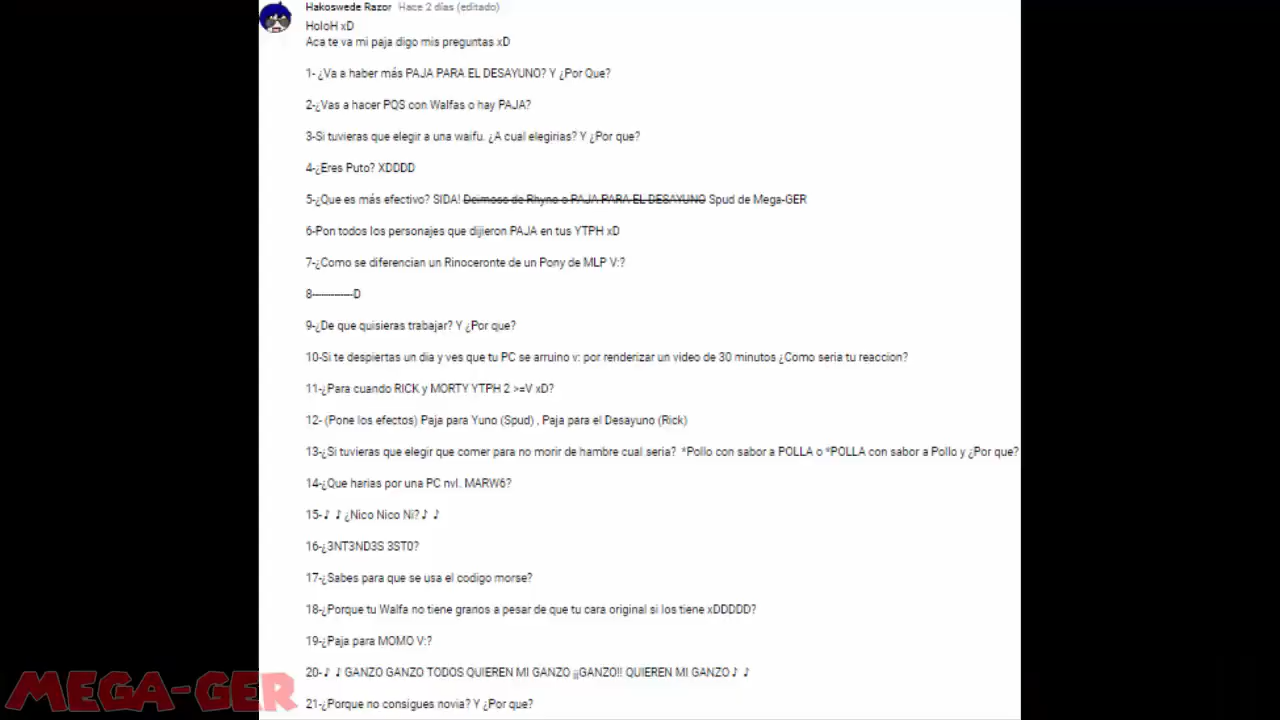 Hakoswede Razor Hace 2 días (editado)
HoloH xD
Aca te va mi paja digo mis preguntas xD
1- ¿Va a haber más PAJA PARA EL DESAYUNO? Y ¿Por Que?
2-¿Vas a hacer PQS con Walfas o hay PAJA?
3-Si tuvieras que elegir a una waifu. ¿A cual elegirias? Y ¿Por que?
4-¿Eres Puto? XDDDD
5-¿Que es más efectivo? SIDA! Deimoso de Rhyno o PAJA PARA EL DESAYUNO Spud de Mega-GER
6-Pon todos los personajes que dijieron PAJA en tus YTPH xD
7-¿Como se diferencian un Rinoceronte de un Pony de MLP V:?
8--------------D
9-¿De que quisieras trabajar? Y ¿Por que?
10-Si te despiertas un dia y ves que tu PC se arruino v: por renderizar un video de 30 minutos ¿Como seria tu reaccion?
11-¿Para cuando RICK y MORTY YTPH 2 >=V xD?
12- (Pone los efectos) Paja para Yuno (Spud) , Paja para el Desayuno (Rick)
13-¿Si tuvieras que elegir que comer para no morir de hambre cual seria? *Pollo con sabor a POLLA o *POLLA con sabor a Pollo y ¿Por que?
14-¿Que harias por una PC nvl. MARW6?
15-♪ ♪ ¿Nico Nico Ni? ♪ ♪
16-¿3NT3ND3S 3ST0?
17-¿Sabes para que se usa el codigo morse?
18-¿Porque tu Walfa no tiene granos a pesar de que tu cara original si los tiene xDDDDD?
19-¿Paja para MOMO V:?
20-♪ ♪ GANZO GANZO TODOS QUIEREN MI GANZO ¡¡GANZO!! QUIEREN MI GANZO ♪ ♪
21-¿Porque no consigues novia? Y ¿Por que?
MEGA-GER